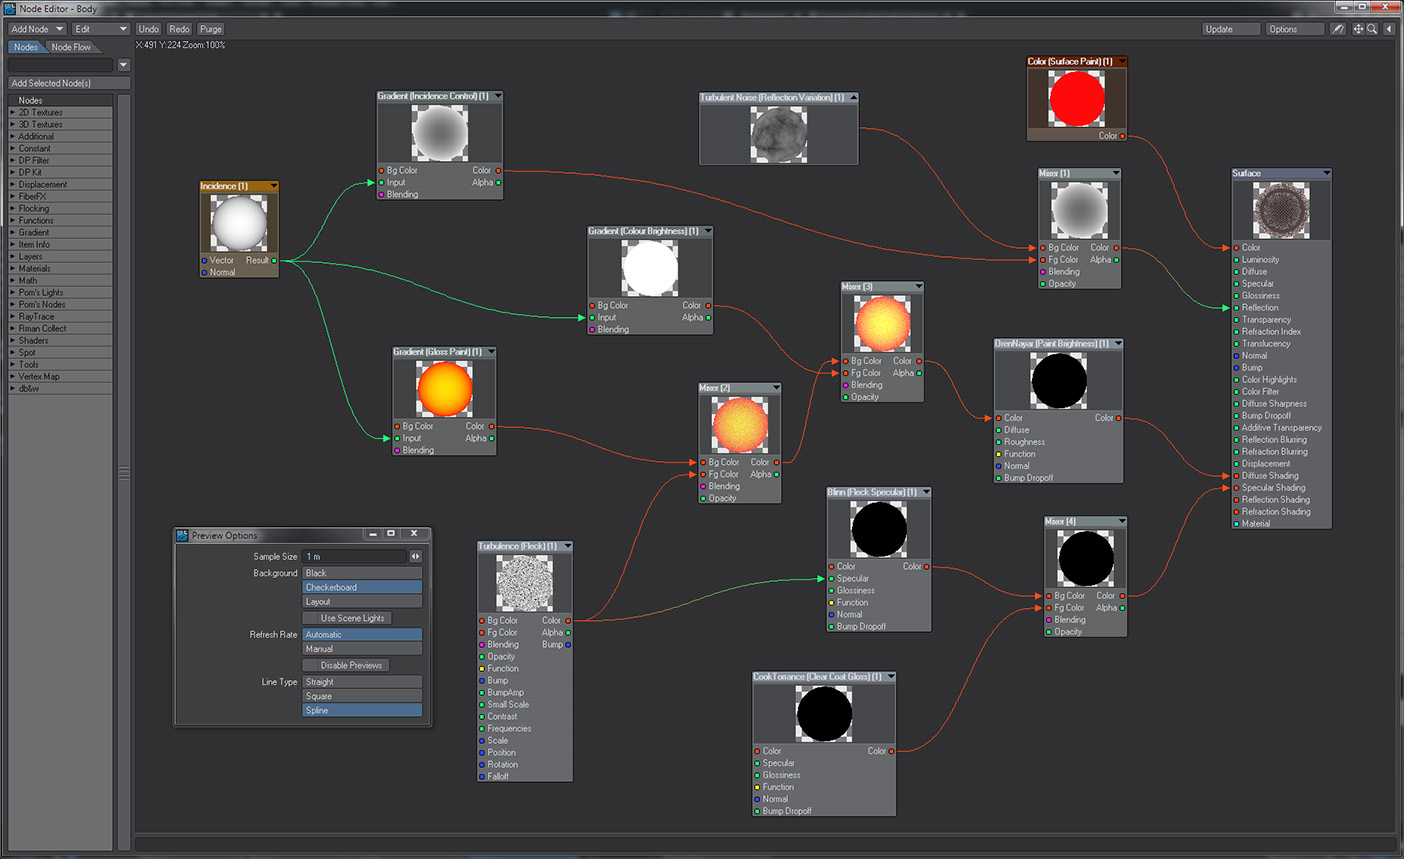 Node Editor - Body
Add Node
Edit
Undo
Redo
Purge
Update
Options
Nodes
Node Flow
X:491 Y:224 Zoom:100%
Add Selected Node(s)
Nodes
2D Textures
3D Textures
Additional
Constant
DP Filter
DP Kit
Displacement
FiberFX
Flocking
Functions
Gradient
Item Info
Layers
Materials
Math
Pom's Lights
Pom's Nodes
RayTrace
Rman Collect
Shaders
Spot
Tools
Vertex Map
db&w
Incidence (1)
Vector Result
Normal
Gradient (Incidence Control) (1)
Bg Color Color
Input Alpha
Blending
Gradient (Colour Brightness) (1)
Bg Color Color
Input Alpha
Blending
Gradient (Gloss Paint) (1)
Bg Color Color
Input Alpha
Blending
Turbulent Noise (Reflection Variation) (1)
Color (Surface Paint) (1)
Color
Mixer (1)
Bg Color Color
Fg Color Alpha
Blending
Opacity
Mixer (3)
Bg Color Color
Fg Color Alpha
Blending
Opacity
Mixer (2)
Bg Color Color
Fg Color Alpha
Blending
Opacity
OrenNayar (Paint Brightness) (1)
Color Color
Diffuse
Roughness
Function
Normal
Bump Dropoff
Surface
Color
Luminosity
Diffuse
Specular
Glossiness
Reflection
Transparency
Refraction Index
Translucency
Normal
Bump
Color Highlights
Color Filter
Diffuse Sharpness
Bump Dropoff
Additive Transparency
Reflection Blurring
Refraction Blurring
Displacement
Diffuse Shading
Specular Shading
Reflection Shading
Refraction Shading
Material
Blinn (Fleck Specular) (1)
Color Color
Specular
Glossiness
Function
Normal
Bump Dropoff
Mixer (4)
Bg Color Color
Fg Color Alpha
Blending
Opacity
Turbulence (Fleck) (1)
Bg Color Color
Fg Color Alpha
Blending Bump
Opacity
Function
Bump
BumpAmp
Small Scale
Contrast
Frequencies
Scale
Position
Rotation
Falloff
CookTorrance (Clear Coat Gloss) (1)
Color Color
Specular
Glossiness
Function
Normal
Bump Dropoff
Preview Options
Sample Size 1 m
Background Black
Checkerboard
Layout
Use Scene Lights
Refresh Rate Automatic
Manual
Disable Previews
Line Type Straight
Square
Spline